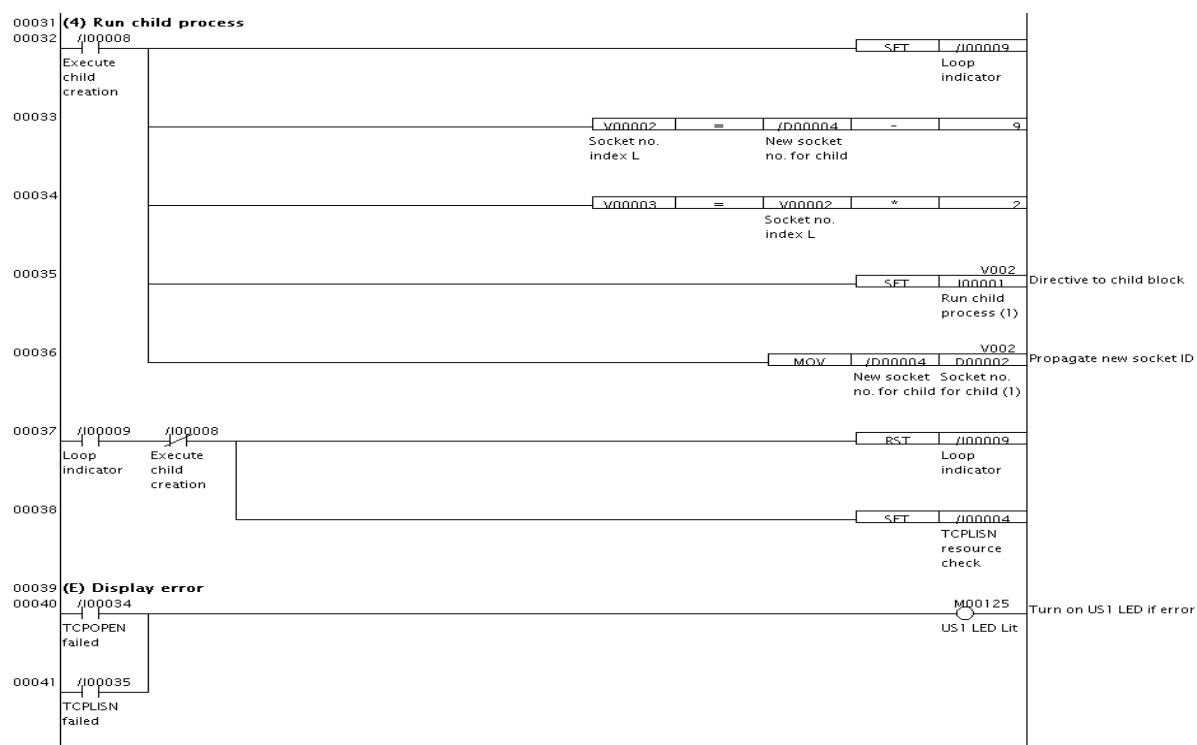 00031 (4) Run child process
00032 /I00008 SET /I00009
Execute child creation
Loop indicator
00033 V00002 = /D00004 - 9
Socket no. index L
New socket no. for child
00034 V00003 = V00002 * 2
Socket no. index L
00035 V002
SET I00001 Directive to child block
Run child process (1)
00036 V002
MOV /D00004 D00002 Propagate new socket ID
New socket no. for child
Socket no. for child (1)
00037 /I00009 /I00008 RST /I00009
Loop indicator
Execute child creation
Loop indicator
00038 SET /I00004
TCPLISN resource check
00039 (E) Display error
00040 /I00034 M00125 Turn on US1 LED if error
TCPOPEN failed
US1 LED Lit
00041 /I00035
TCPLISN failed